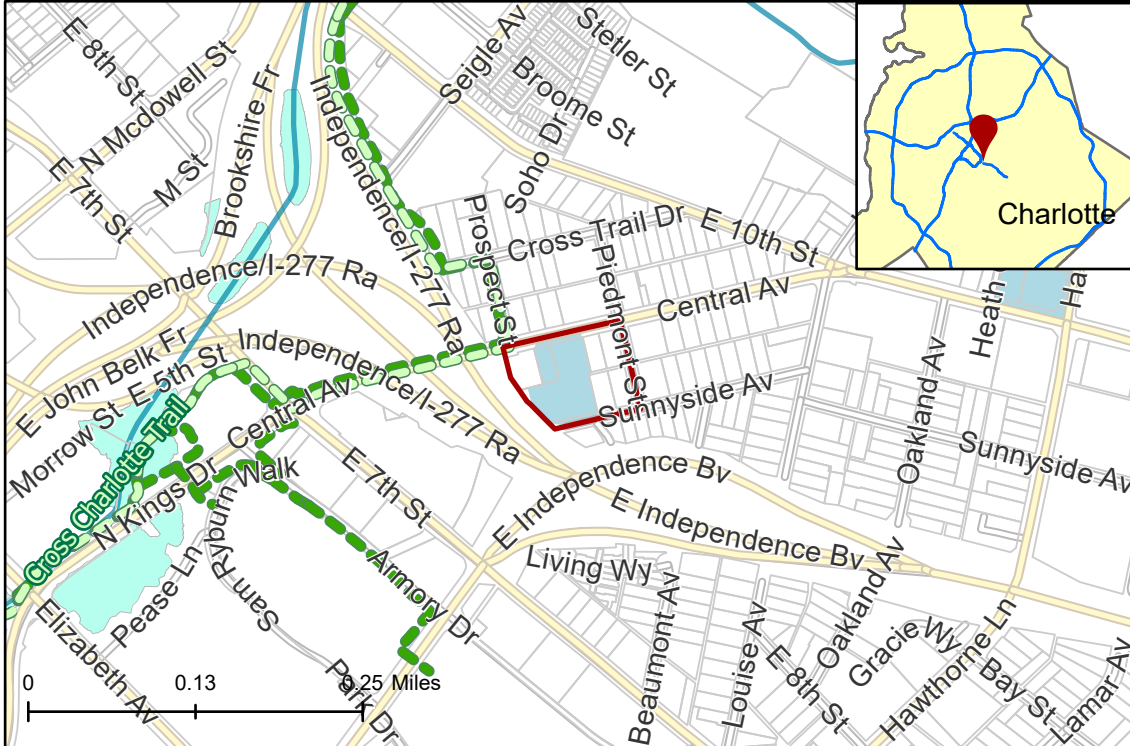 E 8th St
N Mcdowell St
E 7th St
M St
Brookshire Fr
Independence/I-277 Ra
Seigle Av
Stetler St
Broome St
Soho Dr
Prospect St
Cross Trail Dr
Piedmont St
E 10th St
Central Av
Charlotte
Heath
Ha
Independence/I-277 Ra
E John Belk Fr
E 5th St
Independence/I-277 Ra
Morrow St
Central Av
Cross Charlotte Trail
N Kings Dr
Walk
Ryburn
Sam
Pease Ln
E 7th St
Sunnyside Av
Oakland Av
Sunnyside Av
E Independence Bv
E Independence Bv
Living Wy
Armory Dr
Elizabeth Av
Park Dr
Beaumont Av
Louise Av
E 8th St
Oakland Av
Gracie Wy
Hawthorne Ln
Bay St
Lamar Av
0 0.13 0.25 Miles